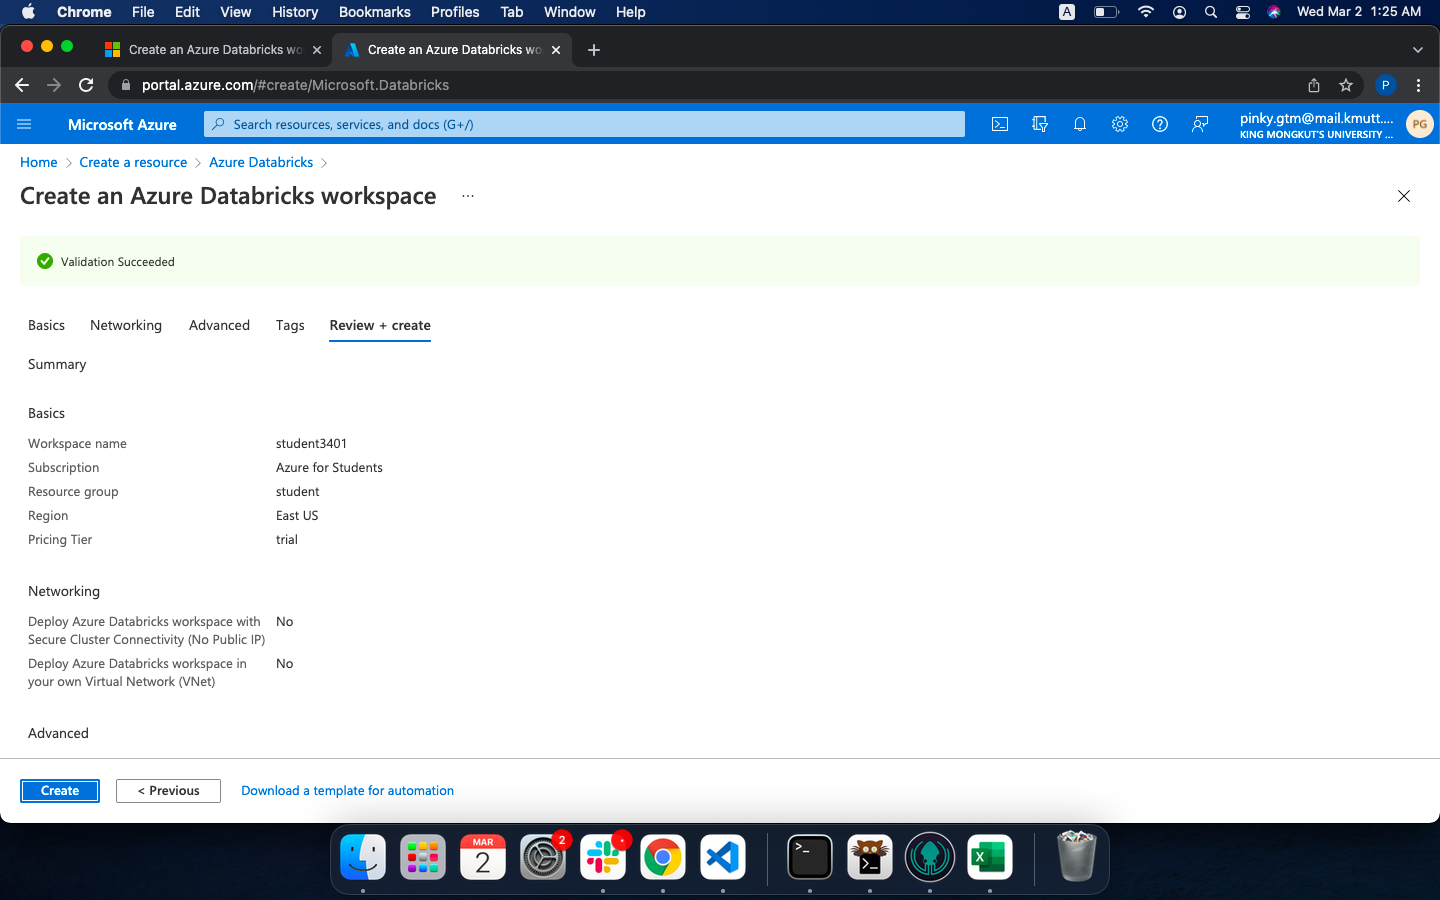 Chrome File Edit View History Bookmarks Profiles Tab Window Help A Wed Mar 2 1:25 AM
Create an Azure Databricks wo Create an Azure Databricks wo
portal.azure.com/#create/Microsoft.Databricks P
Microsoft Azure Search resources, services, and docs (G+/) pinky.gtm@mail.kmutt.... PG
KING MONGKUT'S UNIVERSITY ...
Home > Create a resource > Azure Databricks >
Create an Azure Databricks workspace ...
Validation Succeeded
Basics Networking Advanced Tags Review + create
Summary
Basics
Workspace name student3401
Subscription Azure for Students
Resource group student
Region East US
Pricing Tier trial
Networking
Deploy Azure Databricks workspace with No
Secure Cluster Connectivity (No Public IP)
Deploy Azure Databricks workspace in No
your own Virtual Network (VNet)
Advanced
Create < Previous Download a template for automation
MAR 2
2